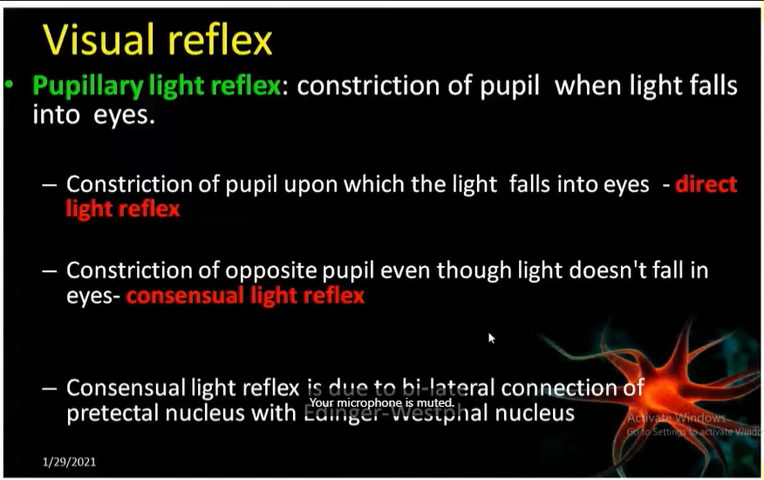 Visual reflex
• Pupillary light reflex: constriction of pupil when light falls
into eyes.
– Constriction of pupil upon which the light falls into eyes - direct
light reflex
– Constriction of opposite pupil even though light doesn't fall in
eyes- consensual light reflex
– Consensual light reflex is due to bi-lateral connection of
pretectal nucleus with Edinger-Westphal nucleus
Your microphone is muted.
Activate Windows
Go to Settings to activate Wind
1/29/2021